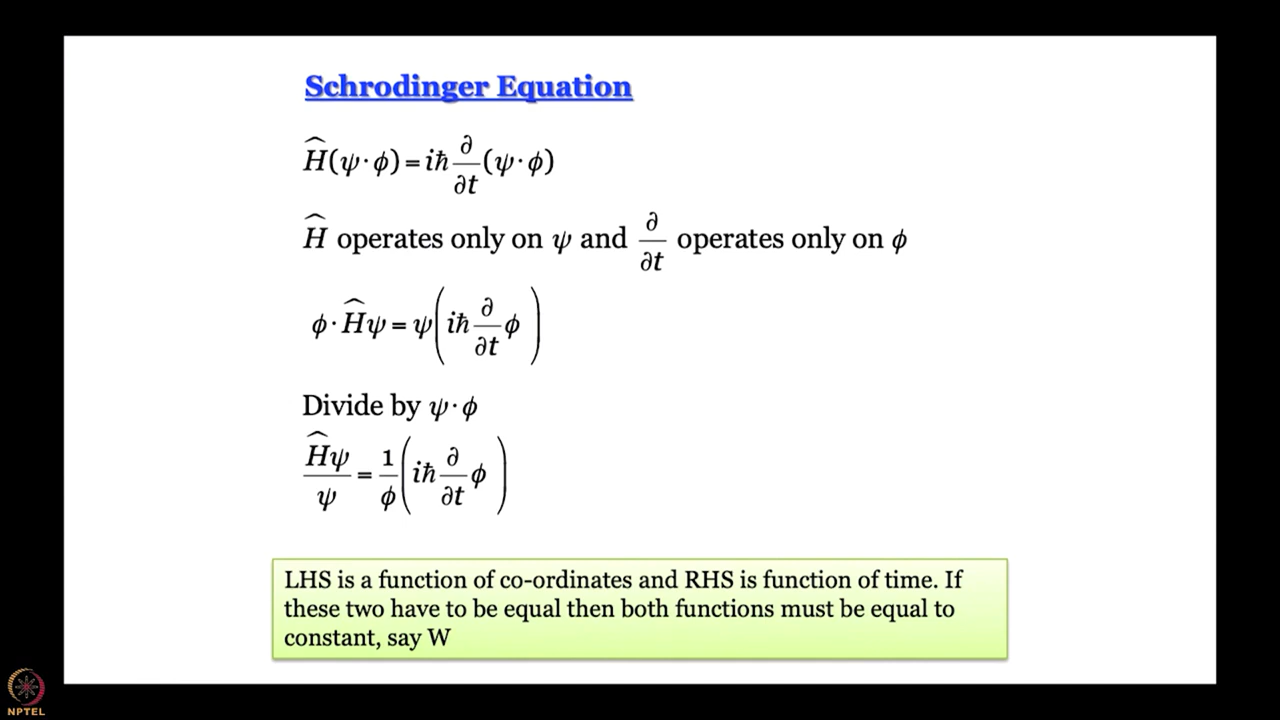 Schrodinger Equation
Ĥ(ψ·ϕ) = iħ ∂/∂t (ψ·ϕ)
Ĥ operates only on ψ and ∂/∂t operates only on ϕ
ϕ·Ĥψ = ψ(iħ ∂/∂t ϕ)
Divide by ψ·ϕ
Ĥψ/ψ = 1/ϕ (iħ ∂/∂t ϕ)
LHS is a function of co-ordinates and RHS is function of time. If
these two have to be equal then both functions must be equal to
constant, say W
NPTEL